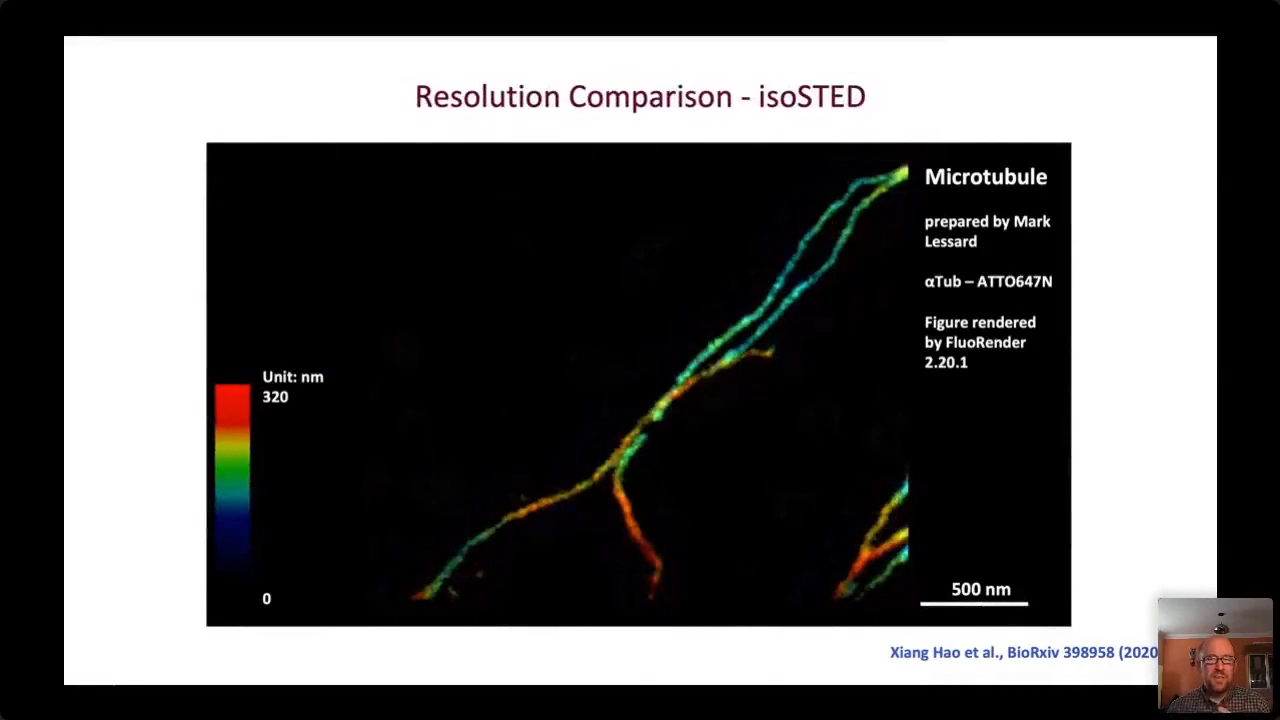 Resolution Comparison - isoSTED
Microtubule
prepared by Mark
Lessard
αTub – ATTO647N
Figure rendered
by FluoRender
2.20.1
Unit: nm
320
0
500 nm
Xiang Hao et al., BioRxiv 398958 (2020